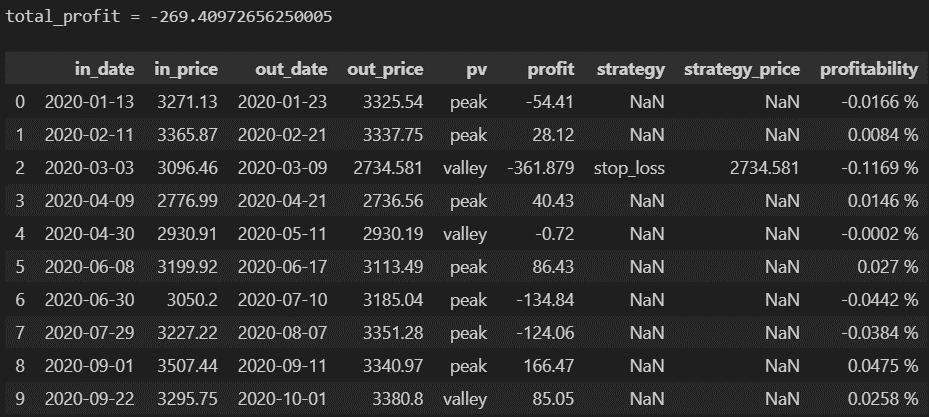 total_profit = -269.40972656250005
in_date in_price out_date out_price pv profit strategy strategy_price profitability
0 2020-01-13 3271.13 2020-01-23 3325.54 peak -54.41 NaN NaN -0.0166 %
1 2020-02-11 3365.87 2020-02-21 3337.75 peak 28.12 NaN NaN 0.0084 %
2 2020-03-03 3096.46 2020-03-09 2734.581 valley -361.879 stop_loss 2734.581 -0.1169 %
3 2020-04-09 2776.99 2020-04-21 2736.56 peak 40.43 NaN NaN 0.0146 %
4 2020-04-30 2930.91 2020-05-11 2930.19 valley -0.72 NaN NaN -0.0002 %
5 2020-06-08 3199.92 2020-06-17 3113.49 peak 86.43 NaN NaN 0.027 %
6 2020-06-30 3050.2 2020-07-10 3185.04 peak -134.84 NaN NaN -0.0442 %
7 2020-07-29 3227.22 2020-08-07 3351.28 peak -124.06 NaN NaN -0.0384 %
8 2020-09-01 3507.44 2020-09-11 3340.97 peak 166.47 NaN NaN 0.0475 %
9 2020-09-22 3295.75 2020-10-01 3380.8 valley 85.05 NaN NaN 0.0258 %